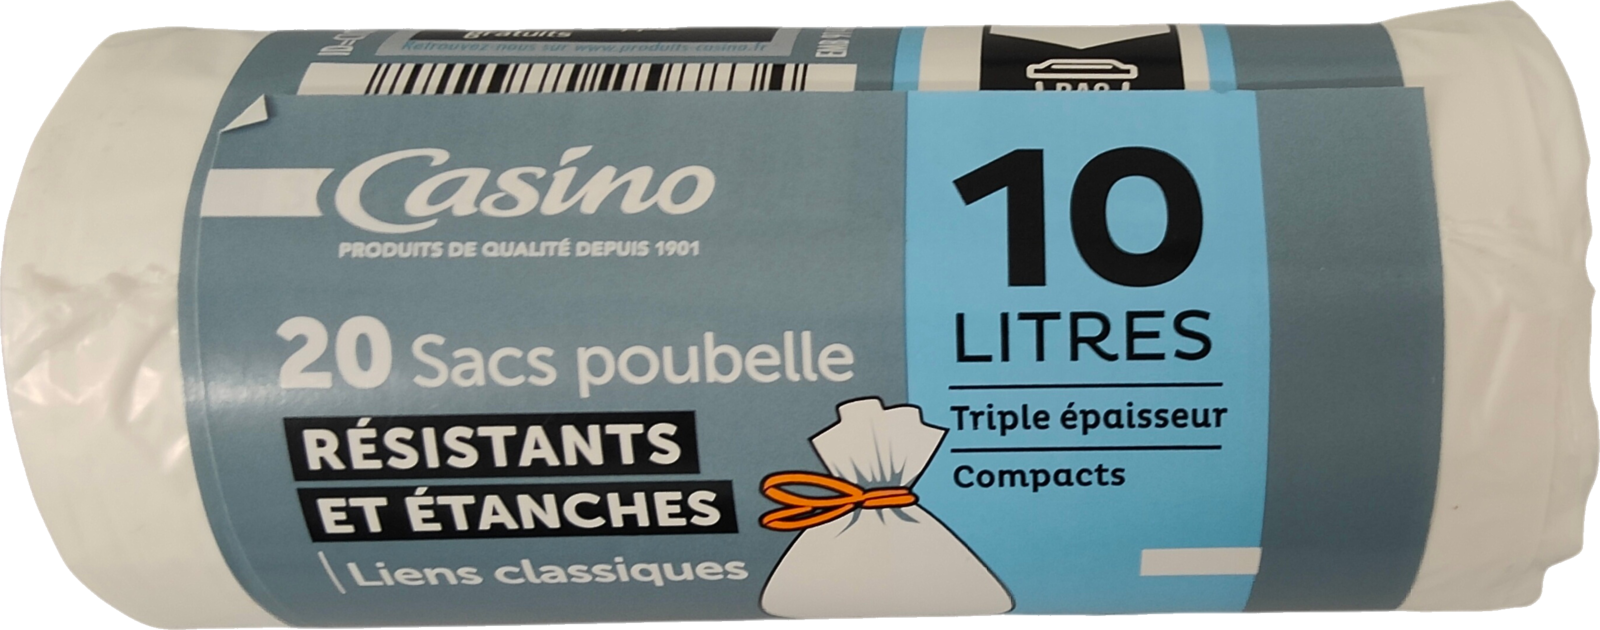 gratuits
Retrouvez-nous sur www.produits-casino.fr
Casino
PRODUITS DE QUALITÉ DEPUIS 1901
20 Sacs poubelle
RÉSISTANTS
ET ÉTANCHES
Liens classiques
10
LITRES
Triple épaisseur
Compacts